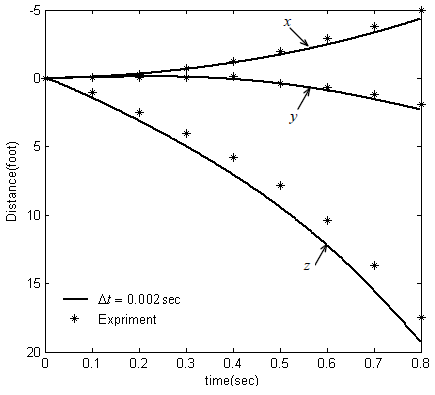 -5
0
5
10
15
20
Distance(foot)
x
y
z
Δt = 0.002 sec
Expriment
0 0.1 0.2 0.3 0.4 0.5 0.6 0.7 0.8
time(sec)